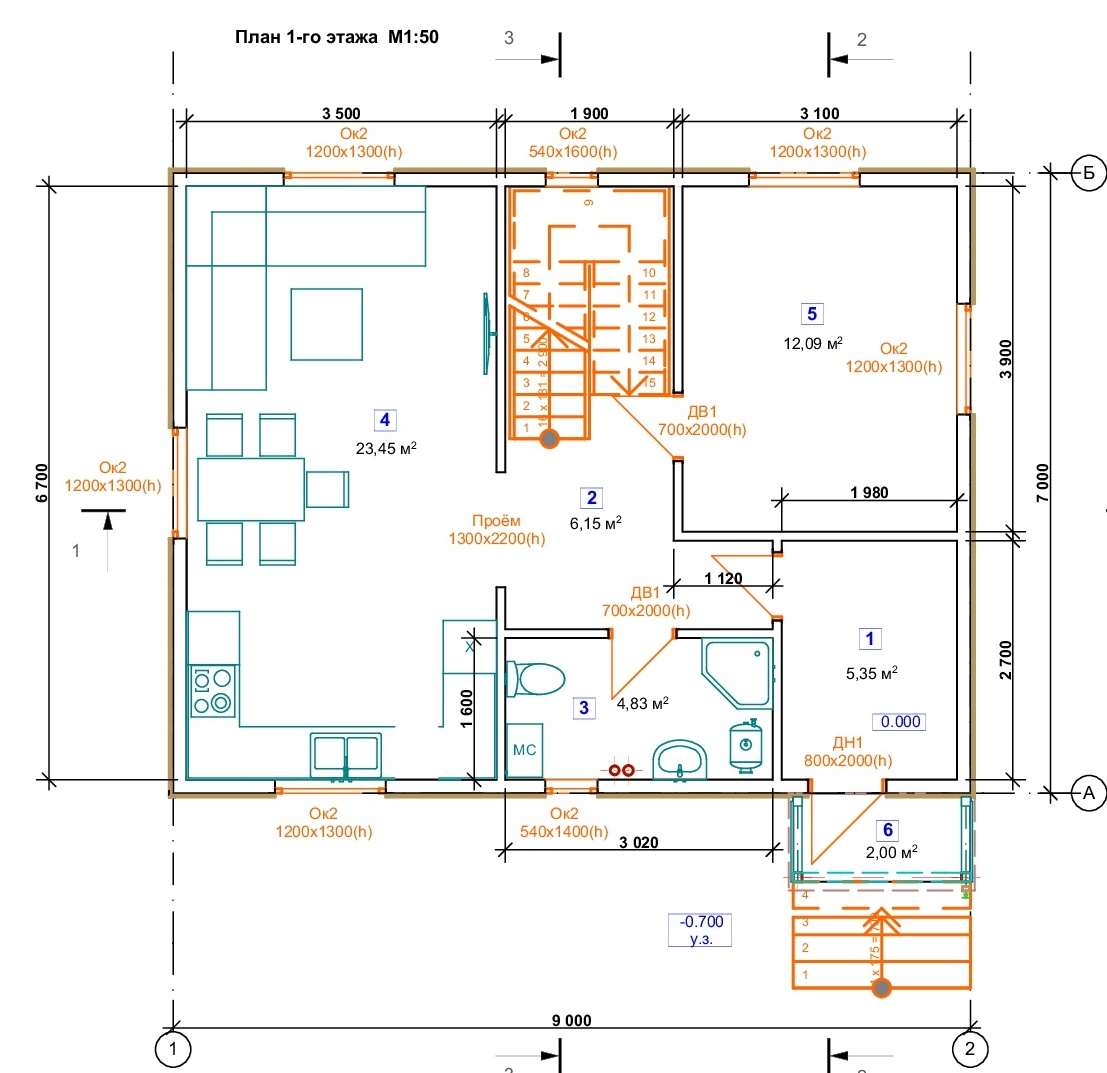 План 1-го этажа М1:50
3
2
3 500
1 900
3 100
Ок2
1200х1300(h)
Ок2
540х1600(h)
Ок2
1200х1300(h)
Б
9
8
10
7
11
6
12
5
13
4
14
3
15
2
1
16 x 181 = 2 900
5
12,09 м²
Ок2
1200х1300(h)
3 900
4
23,45 м²
ДВ1
700х2000(h)
6 700
7 000
Ок2
1200х1300(h)
1
1 980
2
6,15 м²
Проём
1300х2200(h)
1 120
ДВ1
700х2000(h)
1
5,35 м²
2 700
X
1 600
3
4,83 м²
0.000
МС
ДН1
800х2000(h)
А
Ок2
1200х1300(h)
Ок2
540х1400(h)
3 020
6
2,00 м²
4
3
2
1
-0.700
у.з.
9 000
1
2